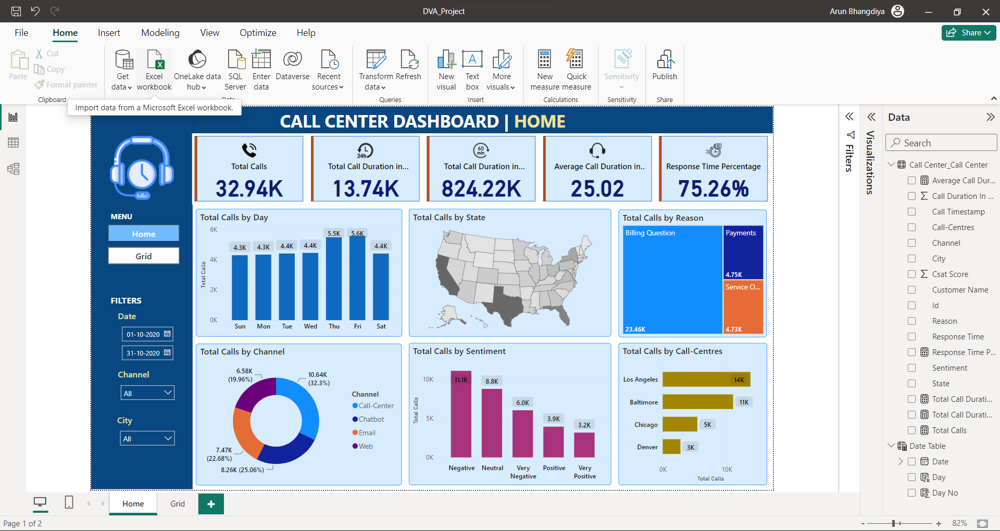 DVA_Project
Arun Bhangdiya
File
Home
Insert
Modeling
View
Optimize
Help
Share
Paste
Cut
Copy
Format painter
Clipboard
Get data
Excel workbook
OneLake data hub
SQL Server
Enter data
Dataverse
Recent sources
Transform data
Refresh
Queries
New visual
Text box
More visuals
Insert
New measure
Quick measure
Calculations
Sensitivity
Sensitivity
Publish
Share
Import data from a Microsoft Excel workbook.
CALL CENTER DASHBOARD | HOME
24h
60 min
Total Calls
32.94K
Total Call Duration in...
13.74K
Total Call Duration in...
824.22K
Average Call Duration in..
25.02
Response Time Percentage
75.26%
MENU
Home
Grid
FILTERS
Date
01-10-2020
31-10-2020
Channel
All
City
All
Total Calls by Day
Total Calls
6K
4K
2K
0K
4.3K
4.3K
4.4K
4.4K
5.5K
5.6K
4.4K
Sun
Mon
Tue
Wed
Thu
Fri
Sat
Total Calls by State
Total Calls by Reason
Billing Question
23.46K
Payments
4.75K
Service O...
4.73K
Total Calls by Channel
6.58K
(19.96%)
10.64K
(32.3%)
7.47K
(22.68%)
8.26K (25.06%)
Channel
Call-Center
Chatbot
Email
Web
Total Calls by Sentiment
Total Calls
10K
5K
0K
11.1K
8.8K
6.0K
3.9K
3.2K
Negative
Neutral
Very Negative
Positive
Very Positive
Total Calls by Call-Centres
Los Angeles
14K
Baltimore
11K
Chicago
5K
Denver
3K
0K
10K
Total Calls
Filters
Visualizations
Data
Search
Call Center_Call Center
Average Call Dur...
Call Duration In ...
Call Timestamp
Call-Centres
Channel
City
Csat Score
Customer Name
Id
Reason
Response Time
Response Time P...
Sentiment
State
Total Call Durati...
Total Call Durati...
Total Calls
Date Table
Date
Day
Day No
Home
Grid
Page 1 of 2
82%